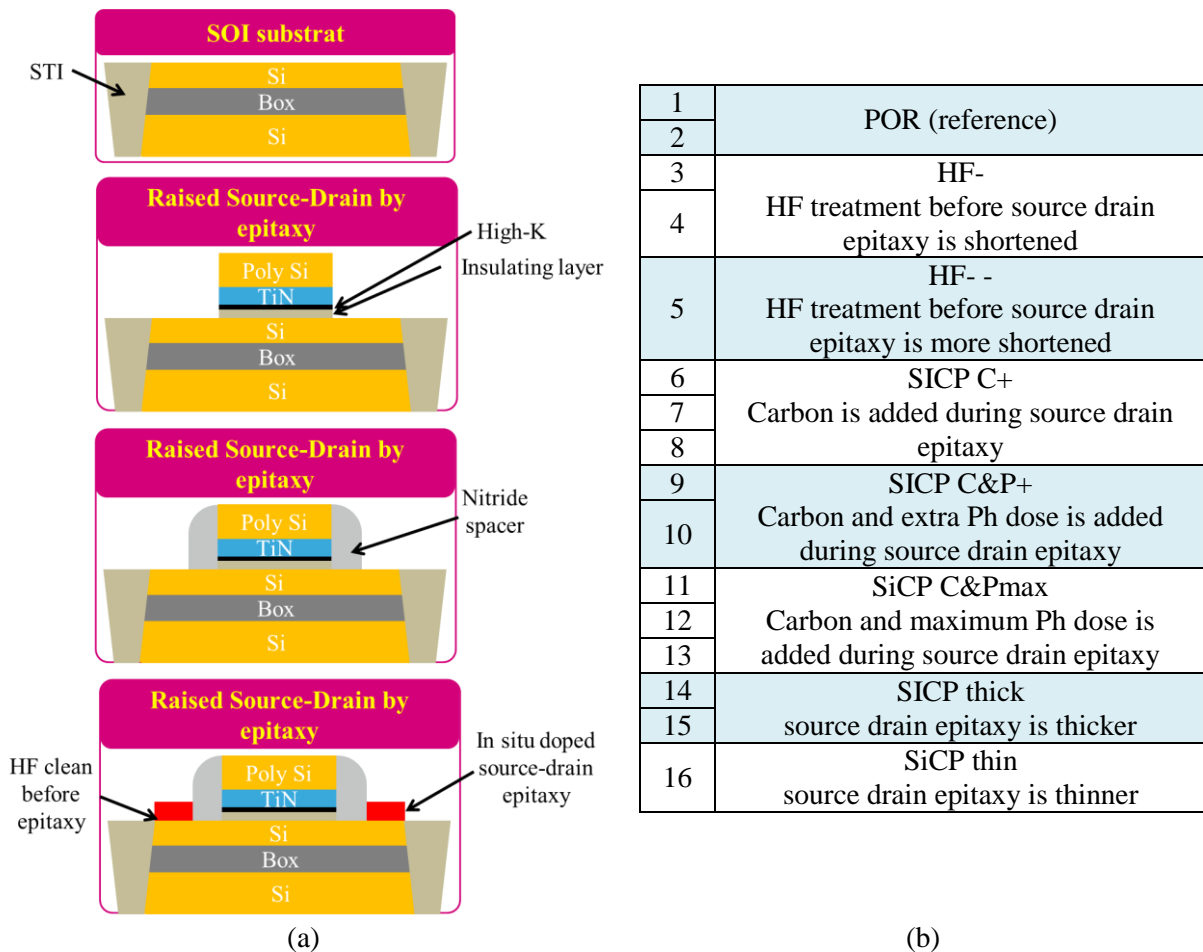 SOI substrat
STI
Si
Box
Si
Raised Source-Drain by
epitaxy
High-K
Insulating layer
Poly Si
TiN
Si
Box
Si
Raised Source-Drain by
epitaxy
Nitride
spacer
Poly Si
TiN
Si
Box
Si
Raised Source-Drain by
epitaxy
HF clean
before
epitaxy
In situ doped
source-drain
epitaxy
Poly Si
TiN
Si
Box
Si
(a)
1
2
POR (reference)
3
4
HF-
HF treatment before source drain
epitaxy is shortened
5
HF- -
HF treatment before source drain
epitaxy is more shortened
6
7
8
SICP C+
Carbon is added during source drain
epitaxy
9
10
SICP C&P+
Carbon and extra Ph dose is added
during source drain epitaxy
11
12
13
SiCP C&Pmax
Carbon and maximum Ph dose is
added during source drain epitaxy
14
15
SICP thick
source drain epitaxy is thicker
16
SiCP thin
source drain epitaxy is thinner
(b)